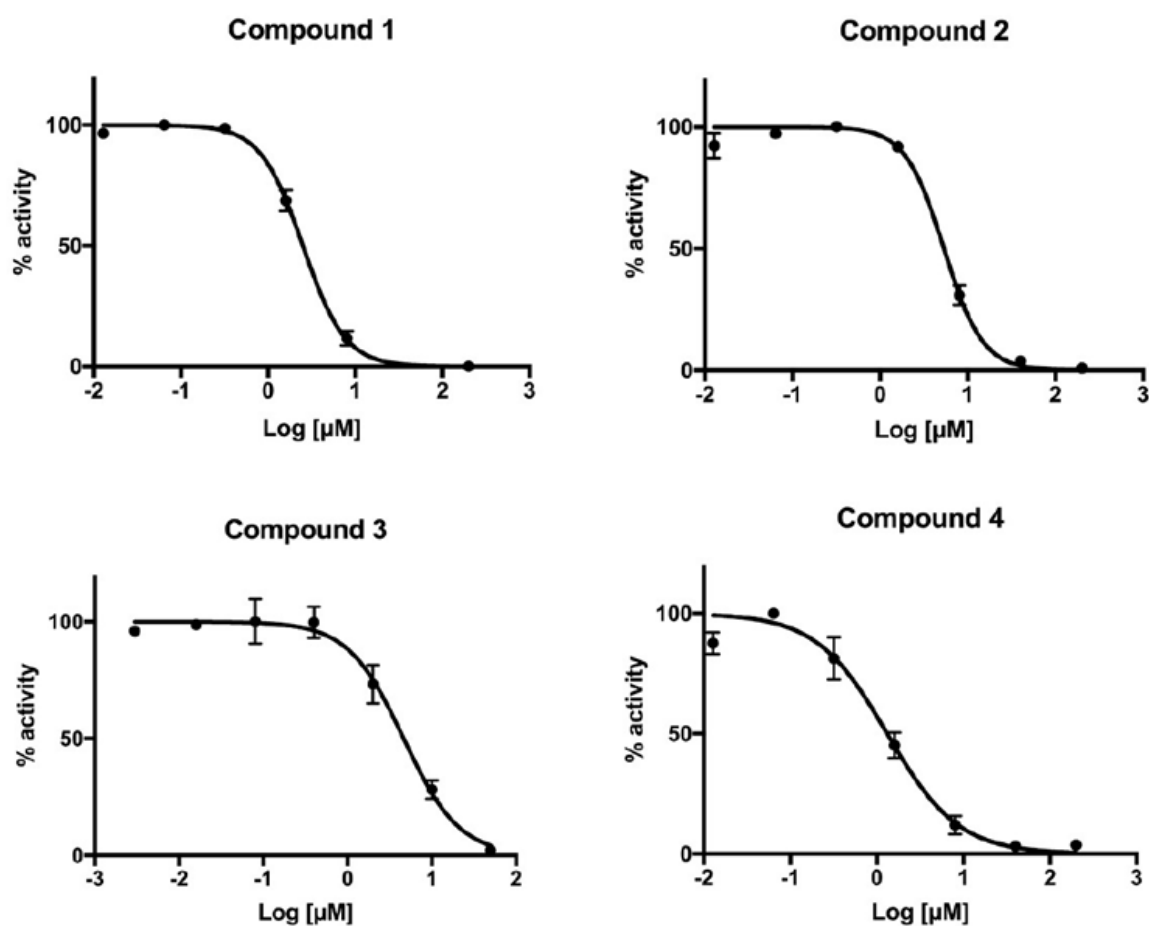 Compound 1
% activity
100
50
0
-2 -1 0 1 2 3
Log [µM]
Compound 2
% activity
100
50
0
-2 -1 0 1 2 3
Log [µM]
Compound 3
% activity
100
50
0
-3 -2 -1 0 1 2
Log [µM]
Compound 4
% activity
100
50
0
-2 -1 0 1 2 3
Log [µM]